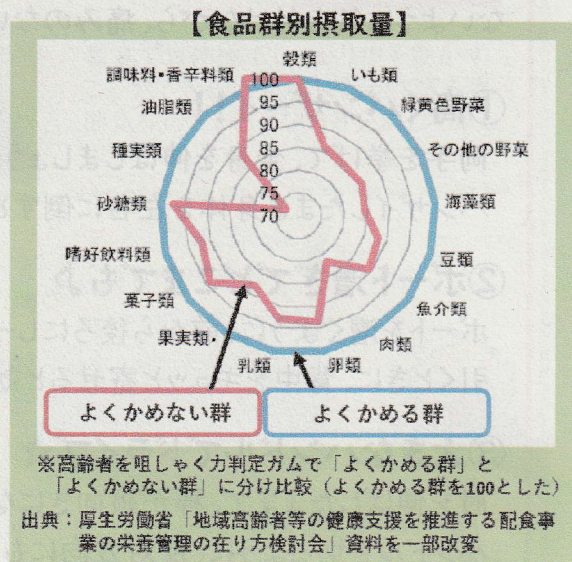 【食品群別摂取量】
穀類
いも類
緑黄色野菜
その他の野菜
海藻類
豆類
魚介類
肉類
卵類
乳類
果実類・
菓子類
嗜好飲料類
砂糖類
種実類
油脂類
調味料・香辛料類
100
95
90
85
80
75
70
よくかめない群
よくかめる群
※高齢者を咀しゃく力判定ガムで「よくかめる群」と
「よくかめない群」に分け比較（よくかめる群を100とした）
出典：厚生労働省「地域高齢者等の健康支援を推進する配食事
業の栄養管理の在り方検討会」資料を一部改変